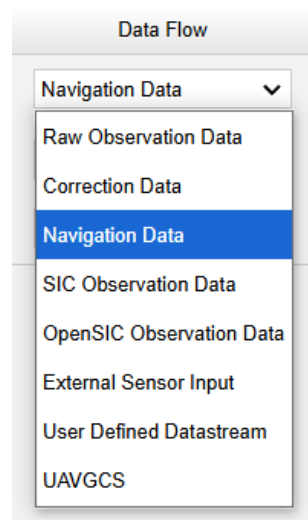 Data Flow
Navigation Data
Raw Observation Data
Correction Data
Navigation Data
SIC Observation Data
OpenSIC Observation Data
External Sensor Input
User Defined Datastream
UAVGCS